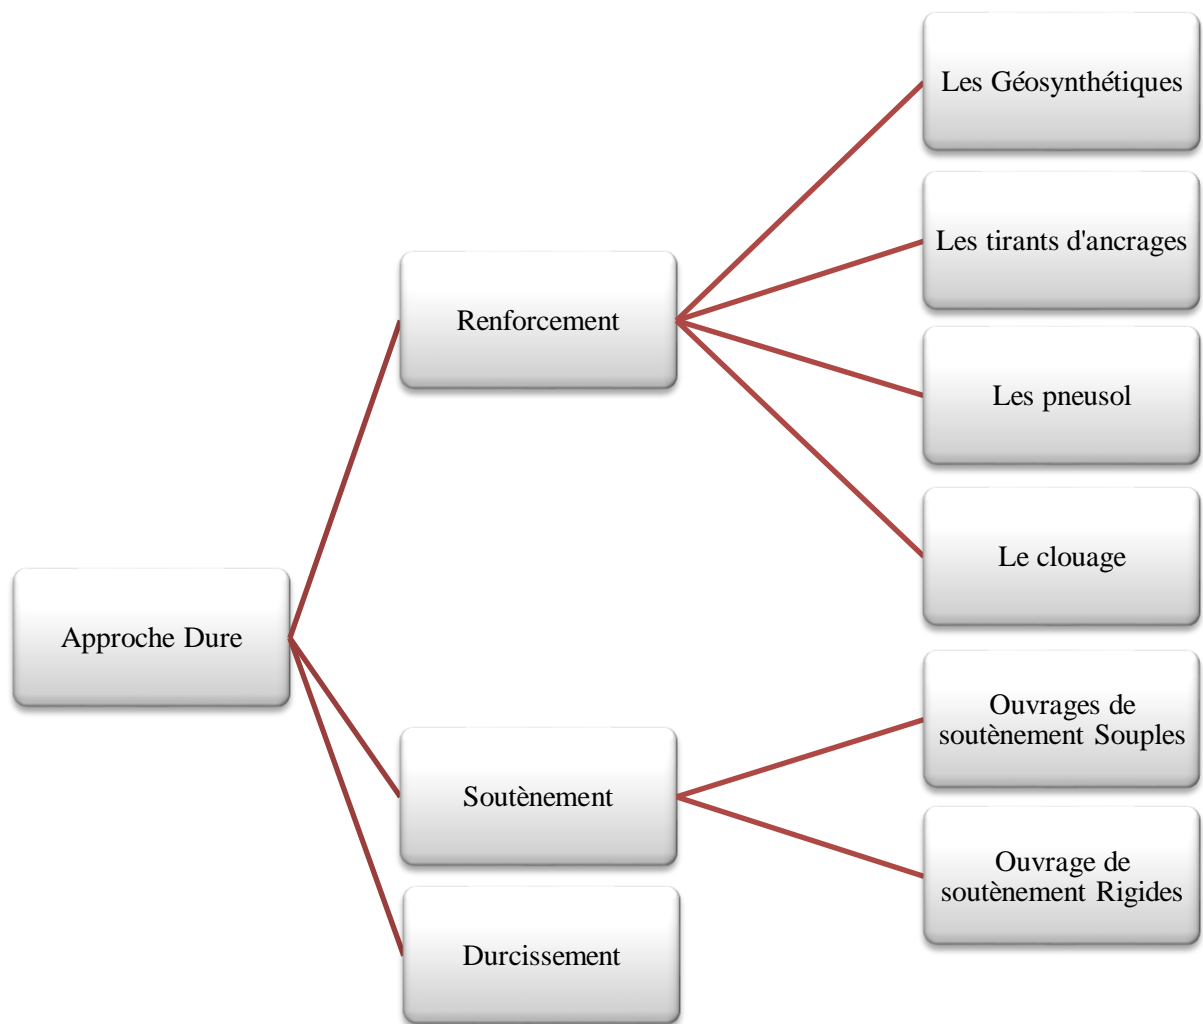 Approche Dure
Renforcement
Les Géosynthétiques
Les tirants d'ancrages
Les pneusol
Le clouage
Soutènement
Ouvrages de
soutènement Souples
Ouvrage de
soutènement Rigides
Durcissement